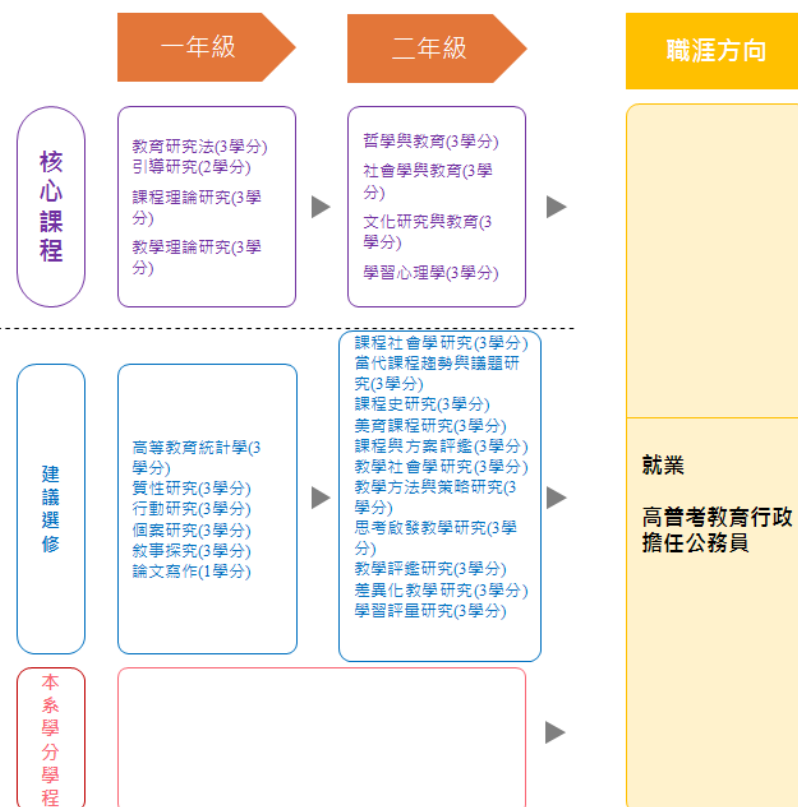 一年級
二年級
職涯方向
核心課程
教育研究法(3學分)
引導研究(2學分)
課程理論研究(3學
分)
教學理論研究(3學
分)
哲學與教育(3學分)
社會學與教育(3學
分)
文化研究與教育(3
學分)
學習心理學(3學分)
建議選修
高等教育統計學(3
學分)
質性研究(3學分)
行動研究(3學分)
個案研究(3學分)
敘事探究(3學分)
論文寫作(1學分)
課程社會學研究(3學分)
當代課程趨勢與議題研
究(3學分)
課程史研究(3學分)
美育課程研究(3學分)
課程與方案評鑑(3學分)
教學社會學研究(3學分)
教學方法與策略研究(3
學分)
思考啟發教學研究(3學
分)
教學評鑑研究(3學分)
差異化教學研究(3學分)
學習評量研究(3學分)
就業
高普考教育行政
擔任公務員
本系學分學程